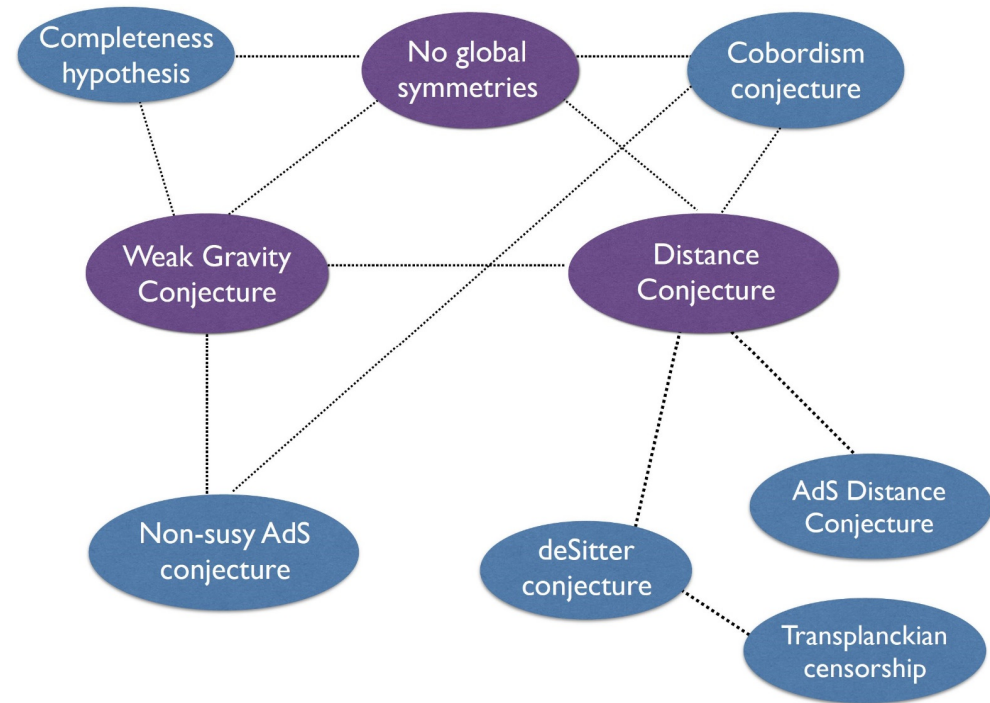 Completeness
hypothesis
No global
symmetries
Cobordism
conjecture
Weak Gravity
Conjecture
Distance
Conjecture
Non-susy AdS
conjecture
deSitter
conjecture
AdS Distance
Conjecture
Transplanckian
censorship